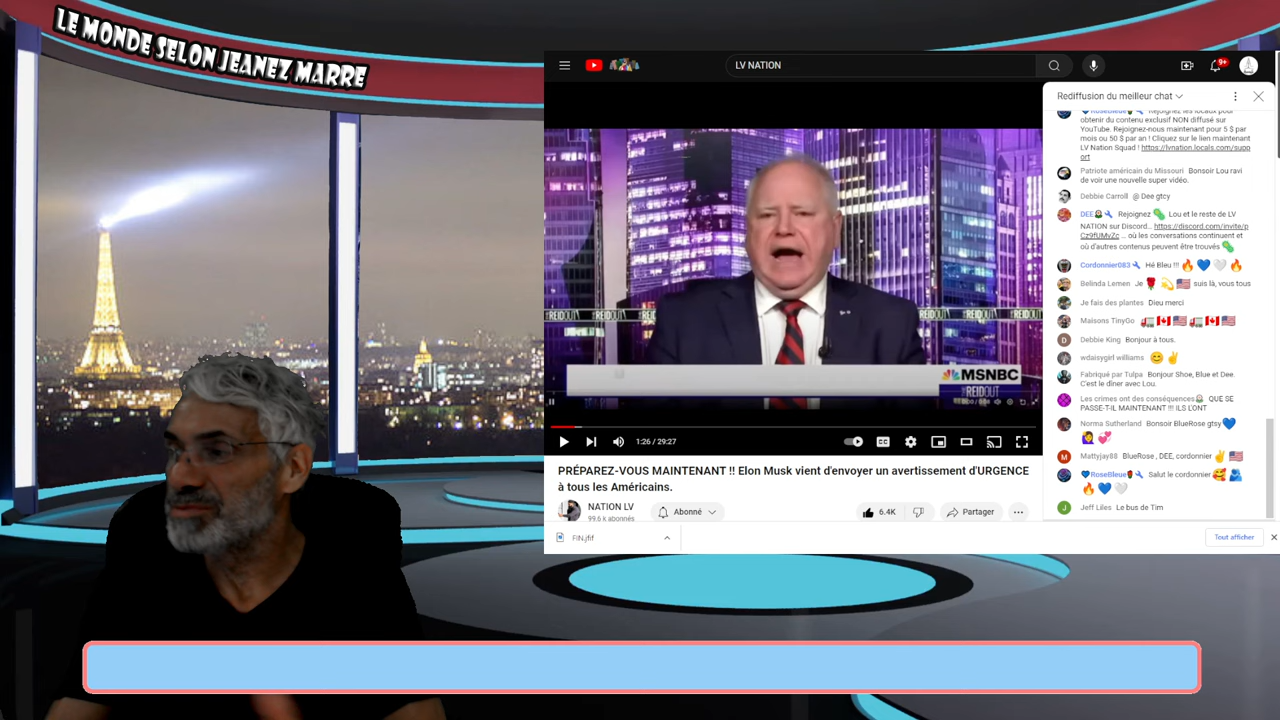 LE MONDE SELON JEANEZ MARRE
LV NATION
9+
Rediffusion du meilleur chat
RoseBleue Rejoignez les locaux pour
obtenir du contenu exclusif NON diffusé sur
YouTube. Rejoignez-nous maintenant pour 5 $ par
mois ou 50 $ par an ! Cliquez sur le lien maintenant
LV Nation Squad ! https://lvnation.locals.com/supp
ort
Patriote américain du Missouri Bonsoir Lou ravi
de voir une nouvelle super vidéo.
Debbie Carroll @ Dee gtcy
DEE Rejoignez 🦠 Lou et le reste de LV
NATION sur Discord... https://discord.com/invite/p
Cz9fUMvZc ... où les conversations continuent et
où d'autres contenus peuvent être trouvés 🦠
Cordonnier083 Hé Bleu !!! 🔥 💙 🤍 🔥
Belinda Lemen Je 🌹 💫 🇺🇸 suis là, vous tous
Je fais des plantes Dieu merci
Maisons TinyGo 🚛 🇨🇦 🇺🇸 🚛 🇨🇦 🇺🇸
Debbie King Bonjour à tous.
wdaisygirl williams 😊 ✌
Fabriqué par Tulpa Bonjour Shoe, Blue et Dee.
C'est le dîner avec Lou.
Les crimes ont des conséquences QUE SE
PASSE-T-IL MAINTENANT !!! ILS L'ONT
Norma Sutherland Bonsoir BlueRose gtsy 💙
🙋‍♀️ 💞
Mattyjay88 BlueRose , DEE, cordonnier ✌ 🇺🇸
💙RoseBleue Salut le cordonnier 🥰 🫂
🔥 💙 🤍
Jeff Liles Le bus de Tim
#REIDOUT
MSNBC
REIDOUT
1:26 / 29:27
CC
PRÉPAREZ-VOUS MAINTENANT !! Elon Musk vient d'envoyer un avertissement d'URGENCE
à tous les Américains.
NATION LV
99.6 k abonnés
Abonné
6.4K
Partager
FIN.jfif
Tout afficher